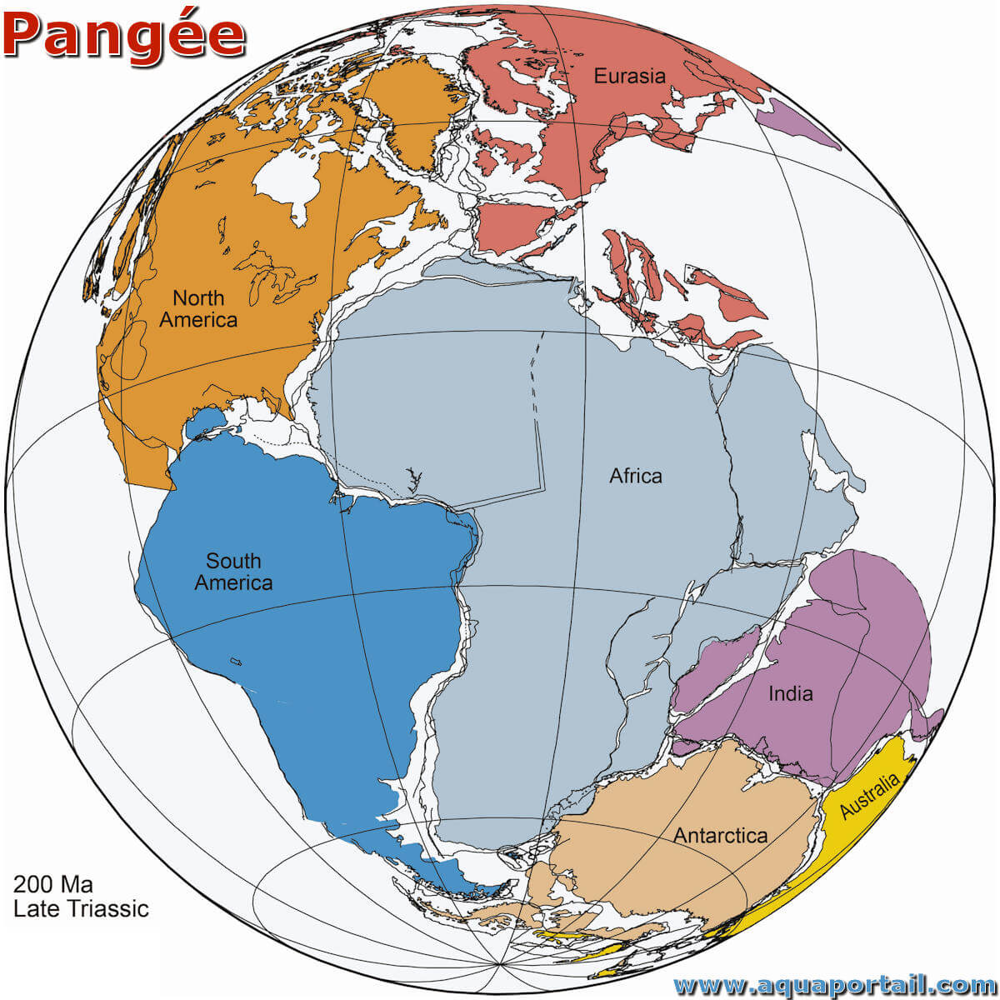 Pangée
Eurasia
North
America
Africa
South
America
India
Australia
Antarctica
200 Ma
Late Triassic
www.aquaportail.com